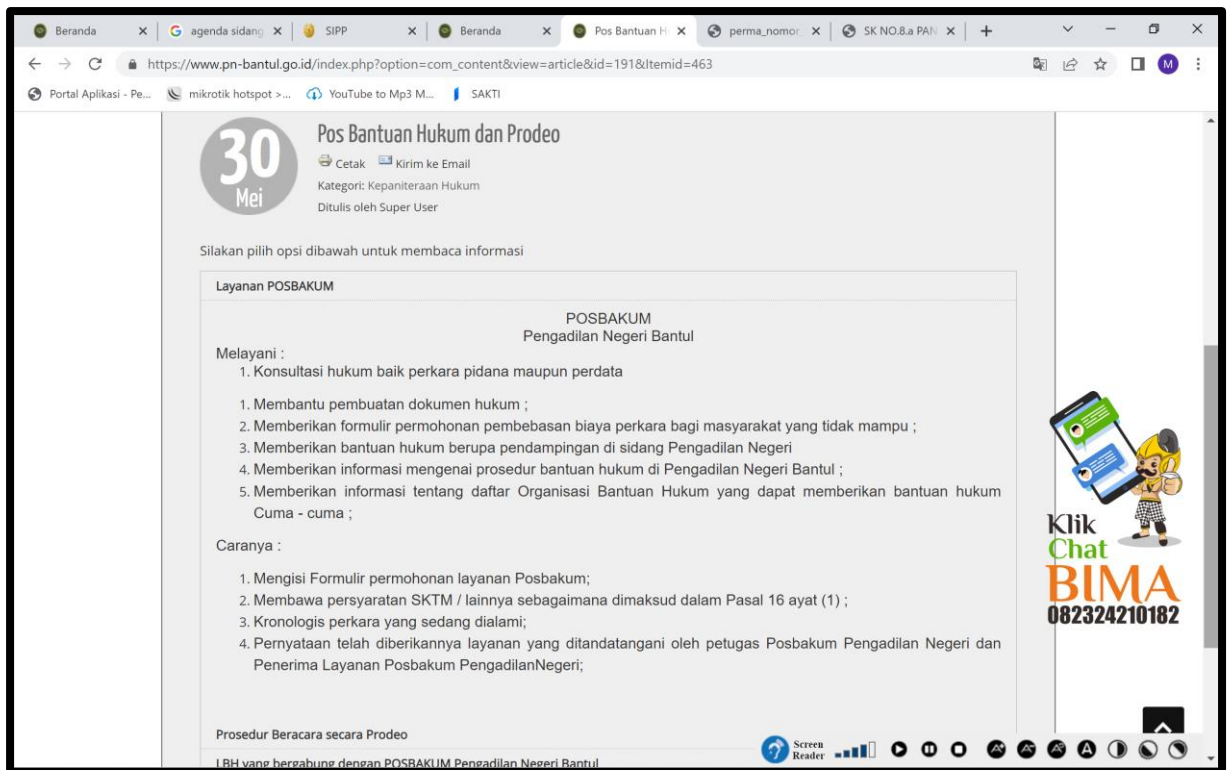 Beranda
agenda sidang
SIPP
Beranda
Pos Bantuan H
perma_nomor_
SK NO.8.a PAN
https://www.pn-bantul.go.id/index.php?option=com_content&view=article&id=191&Itemid=463
M
Portal Aplikasi - Pe...
mikrotik hotspot >...
YouTube to Mp3 M...
SAKTI
30
Mei
Pos Bantuan Hukum dan Prodeo
Cetak Kirim ke Email
Kategori: Kepaniteraan Hukum
Ditulis oleh Super User
Silakan pilih opsi dibawah untuk membaca informasi
Layanan POSBAKUM
POSBAKUM
Pengadilan Negeri Bantul
Melayani :
1. Konsultasi hukum baik perkara pidana maupun perdata
1. Membantu pembuatan dokumen hukum ;
2. Memberikan formulir permohonan pembebasan biaya perkara bagi masyarakat yang tidak mampu ;
3. Memberikan bantuan hukum berupa pendampingan di sidang Pengadilan Negeri
4. Memberikan informasi mengenai prosedur bantuan hukum di Pengadilan Negeri Bantul ;
5. Memberikan informasi tentang daftar Organisasi Bantuan Hukum yang dapat memberikan bantuan hukum
Cuma - cuma ;
Caranya :
1. Mengisi Formulir permohonan layanan Posbakum;
2. Membawa persyaratan SKTM / lainnya sebagaimana dimaksud dalam Pasal 16 ayat (1) ;
3. Kronologis perkara yang sedang dialami;
4. Pernyataan telah diberikannya layanan yang ditandatangani oleh petugas Posbakum Pengadilan Negeri dan
Penerima Layanan Posbakum PengadilanNegeri;
Prosedur Beracara secara Prodeo
LBH yang bergabung dengan POSBAKUM Pengadilan Negeri Bantul
Klik
Chat
BIMA
082324210182
Screen
Reader